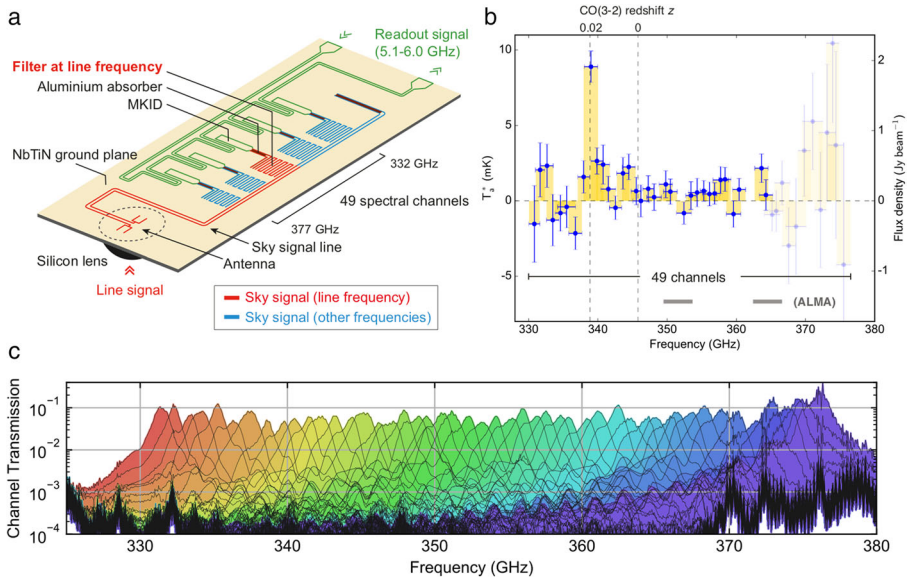 a
Readout signal
(5.1-6.0 GHz)
Filter at line frequency
Aluminium absorber
MKID
NbTiN ground plane
332 GHz
49 spectral channels
377 GHz
Sky signal line
Antenna
Silicon lens
Line signal
Sky signal (line frequency)
Sky signal (other frequencies)
b
CO(3-2) redshift z
0.02 0
10
5
0
-5
T*a (mK)
2
1
0
-1
Flux density (Jy beam⁻¹)
49 channels
(ALMA)
330 340 350 360 370 380
Frequency (GHz)
c
10⁻¹
10⁻²
10⁻³
10⁻⁴
Channel Transmission
330 340 350 360 370 380
Frequency (GHz)